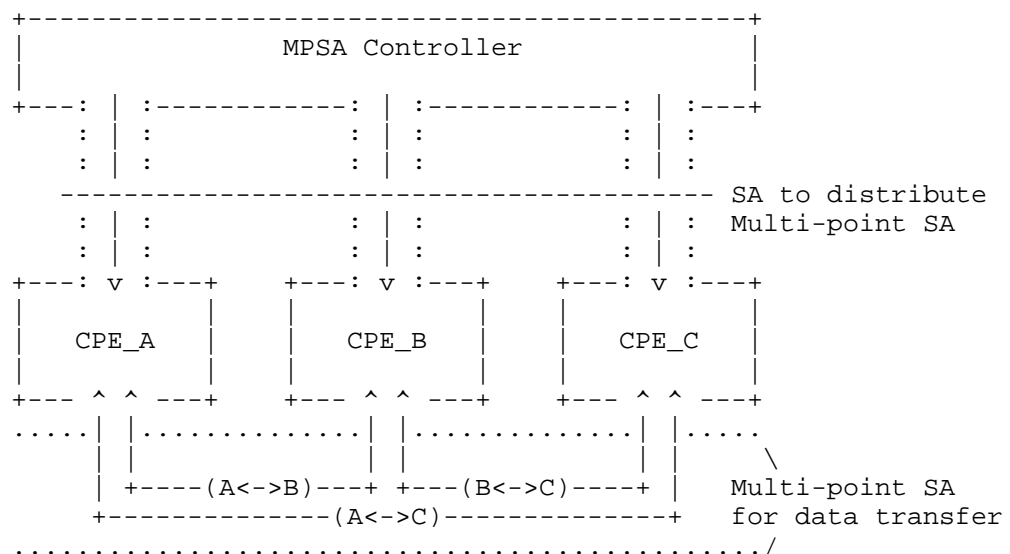 MPSA Controller
SA to distribute
Multi-point SA
CPE_A CPE_B CPE_C
(A<->B) (B<->C) Multi-point SA
(A<->C) for data transfer